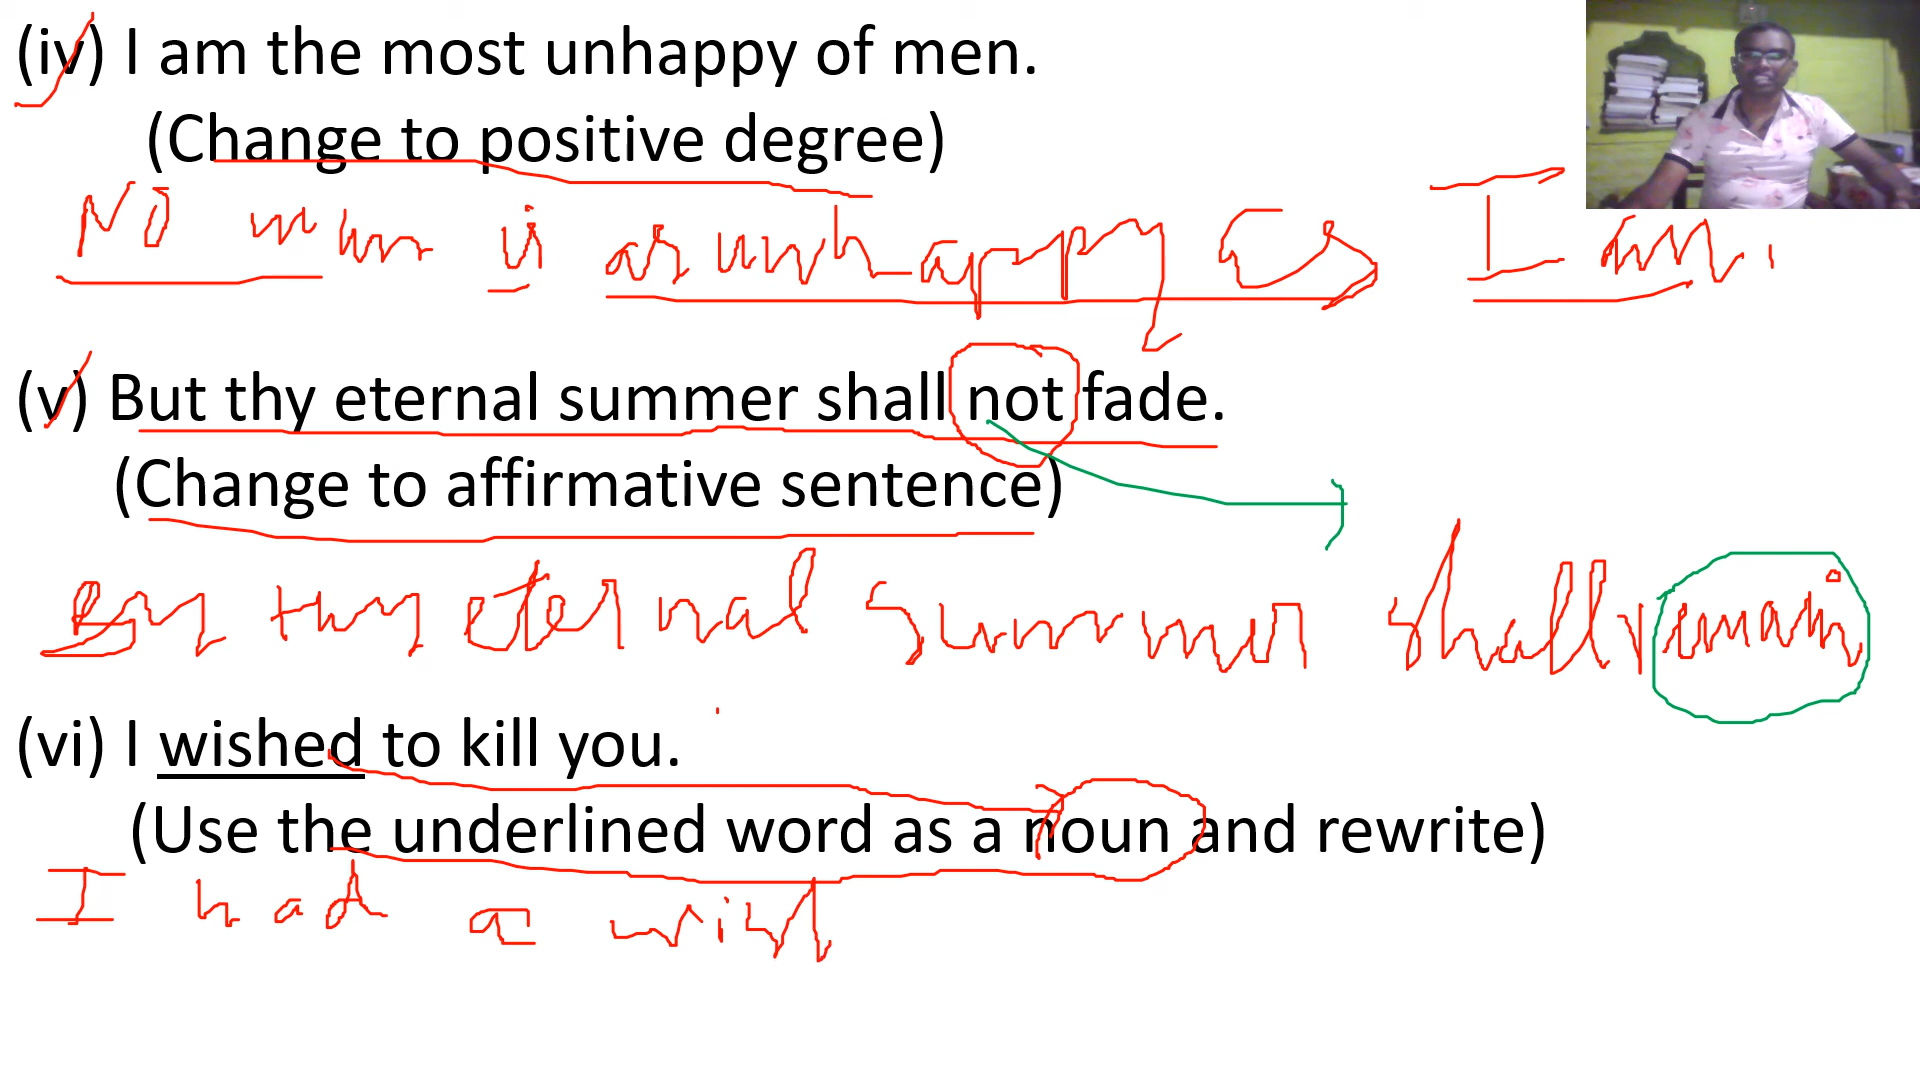 (iv) I am the most unhappy of men.
(Change to positive degree)
No man is as unhappy as I am.
(v) But thy eternal summer shall not fade.
(Change to affirmative sentence)
But thy eternal summer shall remain
(vi) I wished to kill you.
(Use the underlined word as a noun and rewrite)
I had a wish